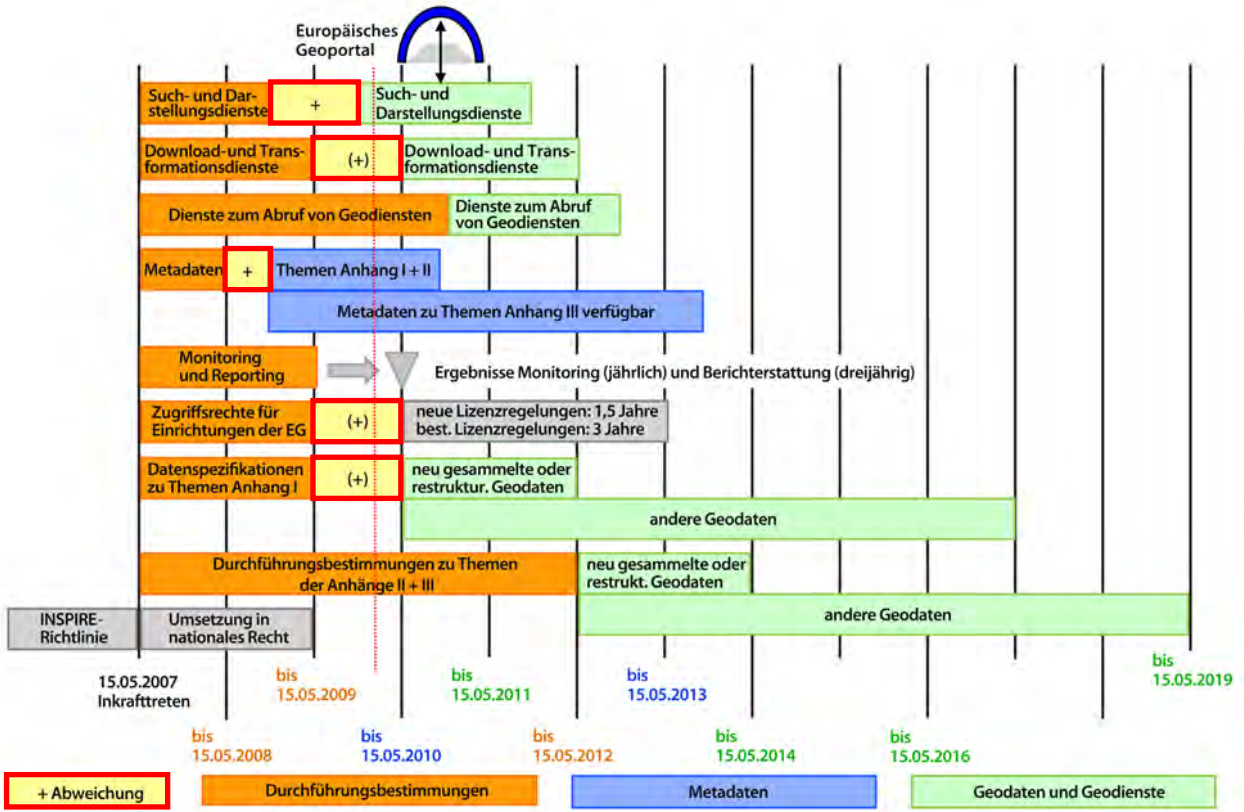 Europäisches
Geoportal
Such- und Dar-
stellungsdienste
+
Such- und
Darstellungsdienste
Download-und Trans-
formationsdienste
(+)
Download- und Trans-
formationsdienste
Dienste zum Abruf von Geodiensten
Dienste zum Abruf
von Geodiensten
Metadaten
+
Themen Anhang I + II
Metadaten zu Themen Anhang III verfügbar
Monitoring
und Reporting
Ergebnisse Monitoring (jährlich) und Berichterstattung (dreijährig)
Zugriffsrechte für
Einrichtungen der EG
(+)
neue Lizenzregelungen: 1,5 Jahre
best. Lizenzregelungen: 3 Jahre
Datenspezifikationen
zu Themen Anhang I
(+)
neu gesammelte oder
restruktur. Geodaten
andere Geodaten
Durchführungsbestimmungen zu Themen
der Anhänge II + III
neu gesammelte oder
restrukt. Geodaten
andere Geodaten
INSPIRE-
Richtlinie
Umsetzung in
nationales Recht
15.05.2007
Inkrafttreten
bis
15.05.2009
bis
15.05.2011
bis
15.05.2013
bis
15.05.2019
bis
15.05.2008
bis
15.05.2010
bis
15.05.2012
bis
15.05.2014
bis
15.05.2016
+ Abweichung
Durchführungsbestimmungen
Metadaten
Geodaten und Geodienste